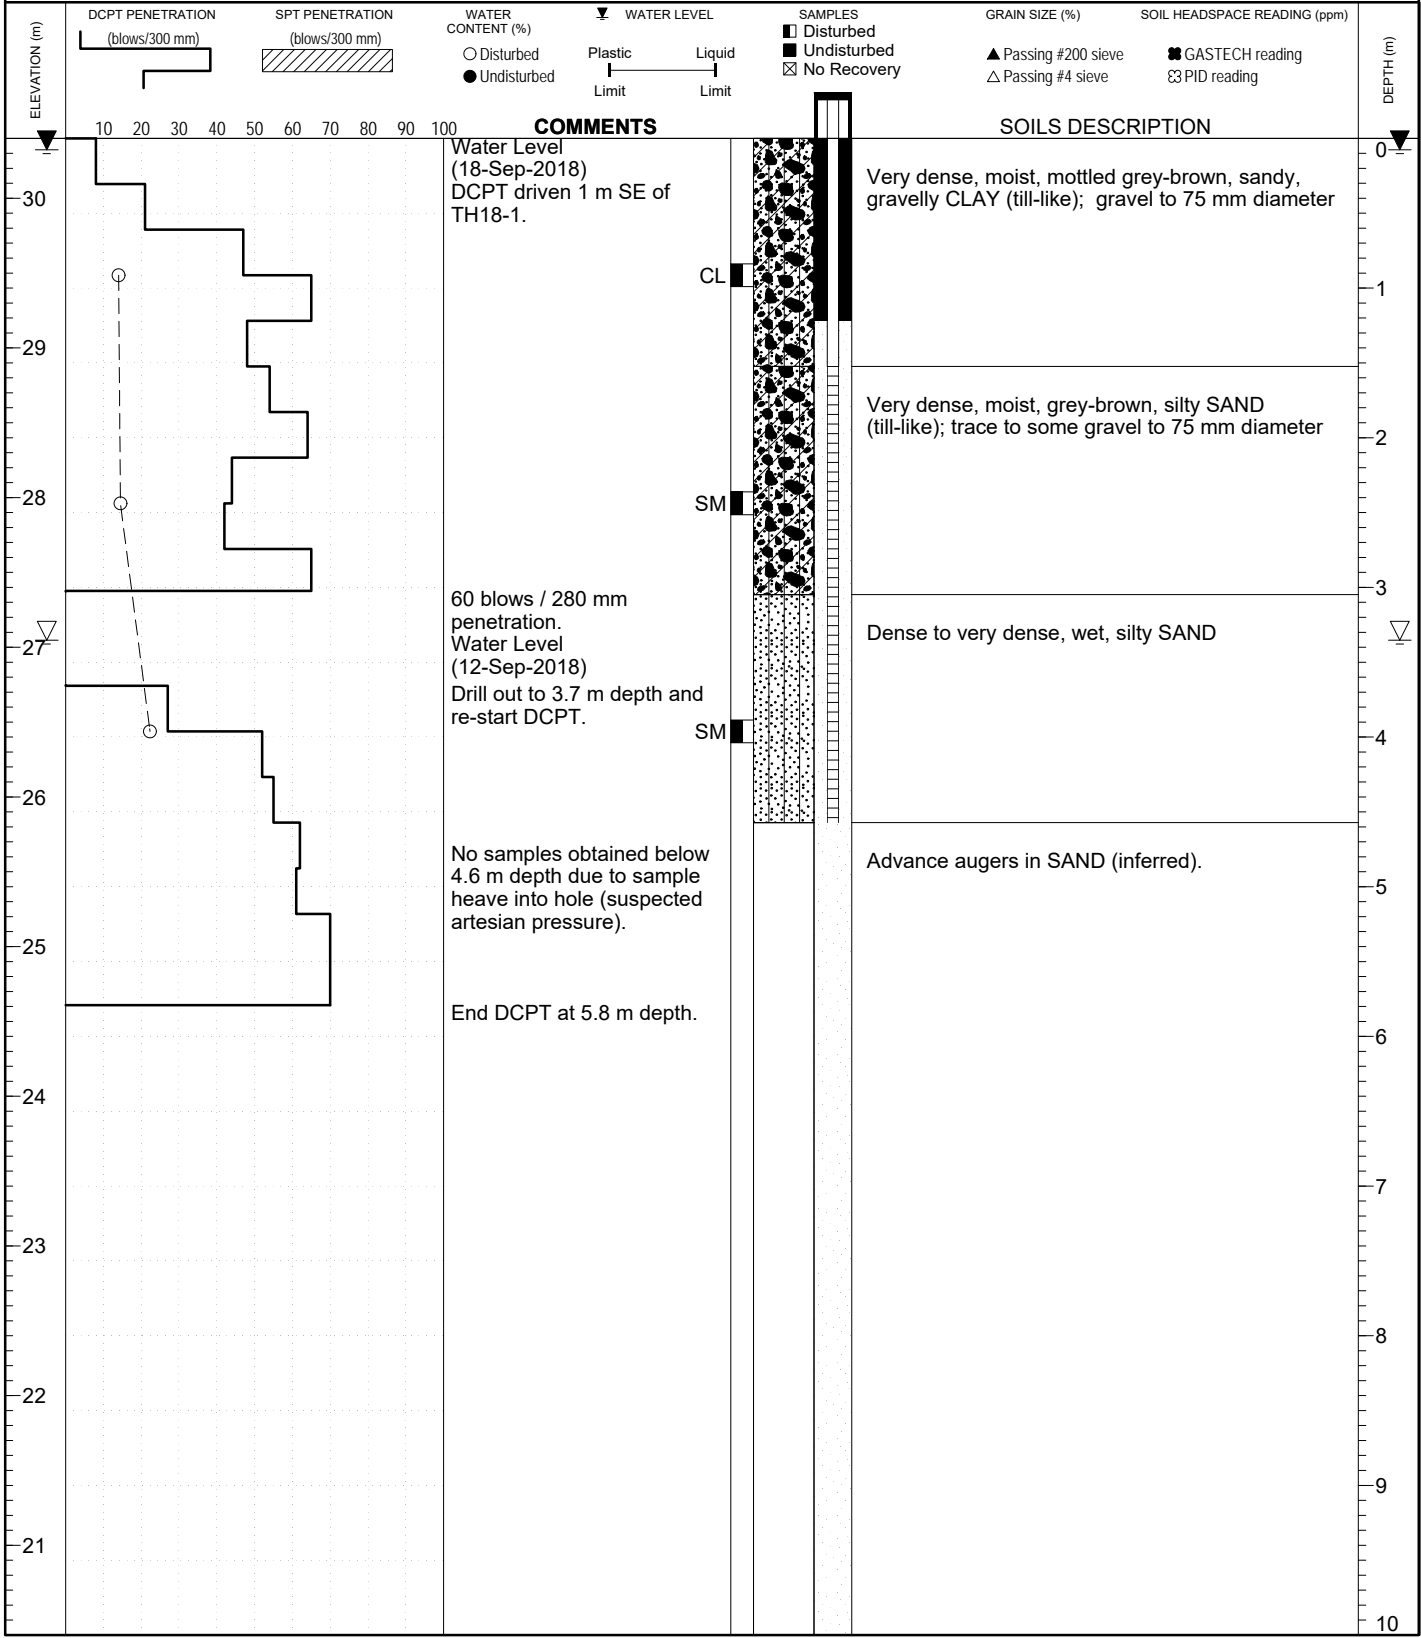 DCPT PENETRATION
(blows/300 mm)
SPT PENETRATION
(blows/300 mm)
WATER
CONTENT (%)
Disturbed
Undisturbed
WATER LEVEL
Plastic Liquid
Limit Limit
SAMPLES
Disturbed
Undisturbed
No Recovery
GRAIN SIZE (%)
Passing #200 sieve
Passing #4 sieve
SOIL HEADSPACE READING (ppm)
GASTECH reading
PID reading
ELEVATION (m)
DEPTH (m)
10 20 30 40 50 60 70 80 90 100
COMMENTS
SOILS DESCRIPTION
Water Level
(18-Sep-2018)
DCPT driven 1 m SE of
TH18-1.
60 blows / 280 mm
penetration.
Water Level
(12-Sep-2018)
Drill out to 3.7 m depth and
re-start DCPT.
No samples obtained below
4.6 m depth due to sample
heave into hole (suspected
artesian pressure).
End DCPT at 5.8 m depth.
CL
SM
SM
Very dense, moist, mottled grey-brown, sandy,
gravelly CLAY (till-like); gravel to 75 mm diameter
Very dense, moist, grey-brown, silty SAND
(till-like); trace to some gravel to 75 mm diameter
Dense to very dense, wet, silty SAND
Advance augers in SAND (inferred).
30
29
28
27
26
25
24
23
22
21
0
1
2
3
4
5
6
7
8
9
10